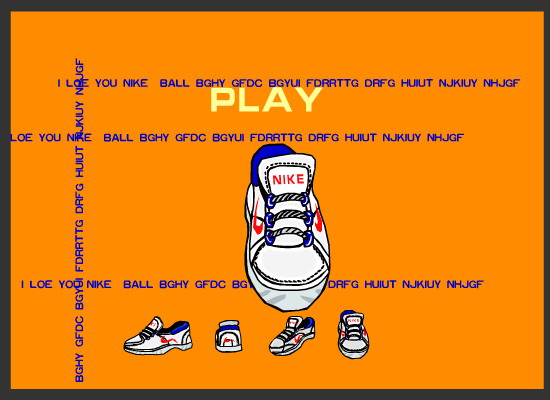 I LOE YOU NIKE  BALL BGHY GFDC BGYUI FDRRTTG DRFG HUIUT NJKIUY NHJGF
PLAY
LOE YOU NIKE  BALL BGHY GFDC BGYUI FDRRTTG DRFG HUIUT NJKIUY NHJGF
NIKE
I LOE YOU NIKE  BALL BGHY GFDC BGY DRFG HUIUT NJKIUY NHJGF
BGHY GFDC BGYUI FDRRTTG DRFG HUIUT NJKIUY NHJGF